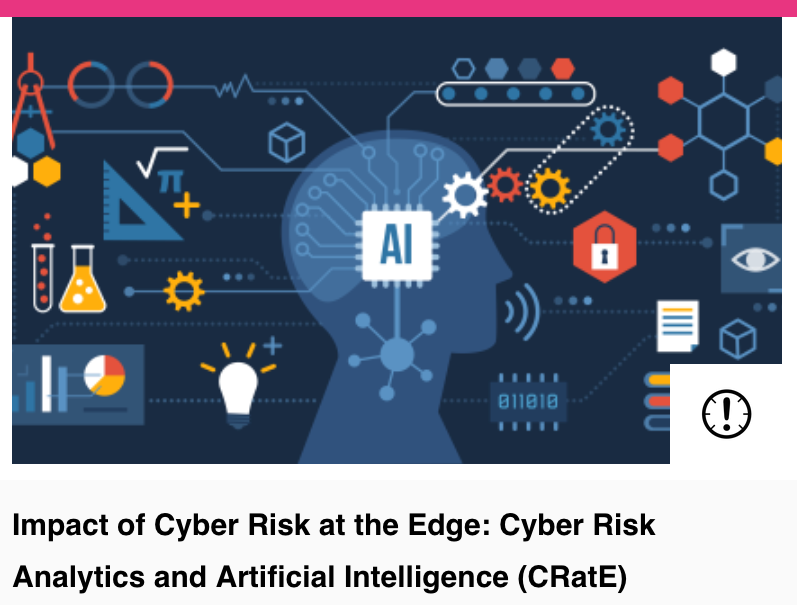 √π
AI
011010
Impact of Cyber Risk at the Edge: Cyber Risk
Analytics and Artificial Intelligence (CRatE)